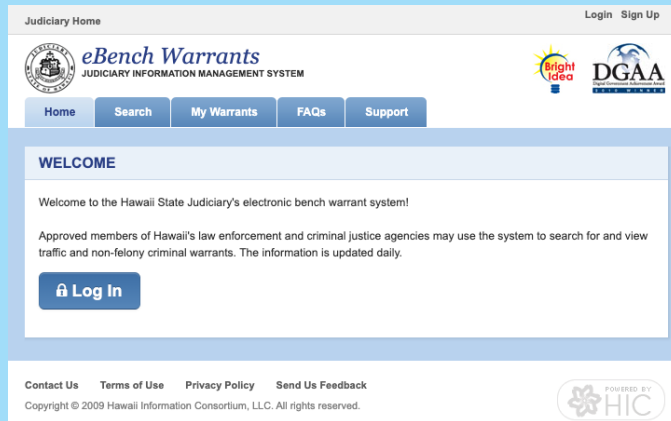 Judiciary Home
Login Sign Up
eBench Warrants
JUDICIARY INFORMATION MANAGEMENT SYSTEM
Bright
Idea
DGAA
Home Search My Warrants FAQs Support
WELCOME
Welcome to the Hawaii State Judiciary's electronic bench warrant system!
Approved members of Hawaii's law enforcement and criminal justice agencies may use the system to search for and view
traffic and non-felony criminal warrants. The information is updated daily.
Log In
Contact Us Terms of Use Privacy Policy Send Us Feedback
Copyright © 2009 Hawaii Information Consortium, LLC. All rights reserved.
POWERED BY
HIC